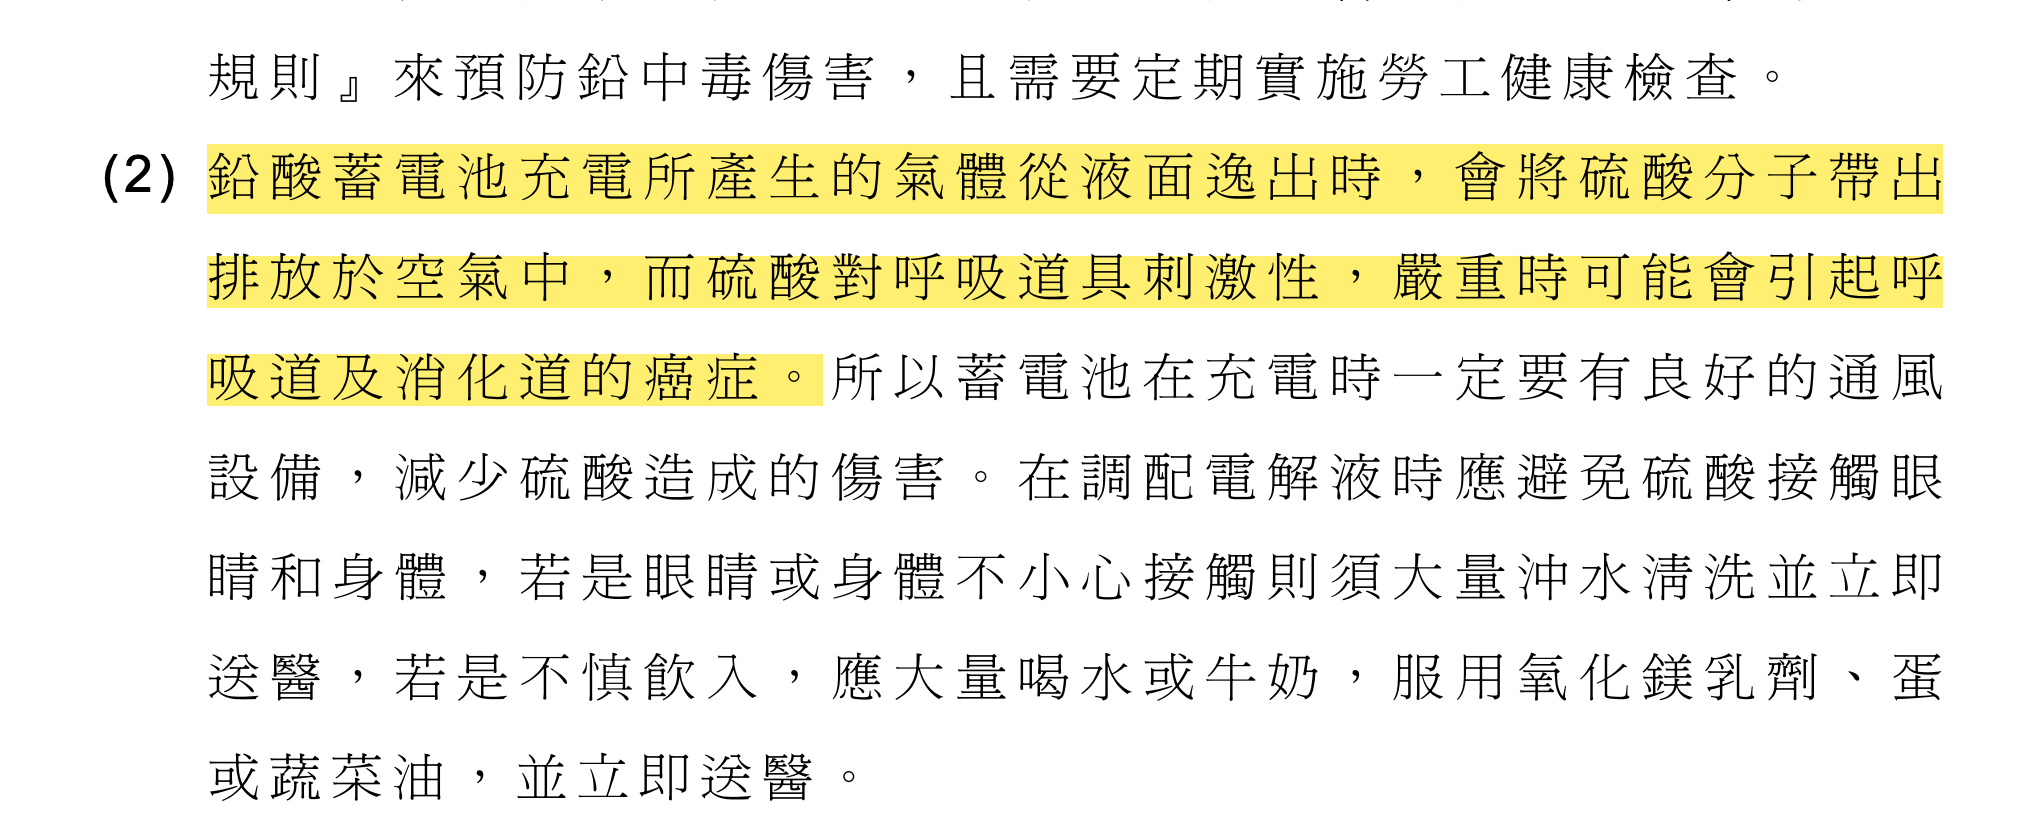 規則』來預防鉛中毒傷害，且需要定期實施勞工健康檢查。
(2) 鉛酸蓄電池充電所產生的氣體從液面逸出時，會將硫酸分子帶出
排放於空氣中，而硫酸對呼吸道具刺激性，嚴重時可能會引起呼
吸道及消化道的癌症。所以蓄電池在充電時一定要有良好的通風
設備，減少硫酸造成的傷害。在調配電解液時應避免硫酸接觸眼
睛和身體，若是眼睛或身體不小心接觸則須大量沖水清洗並立即
送醫，若是不慎飲入，應大量喝水或牛奶，服用氧化鎂乳劑、蛋
或蔬菜油，並立即送醫。